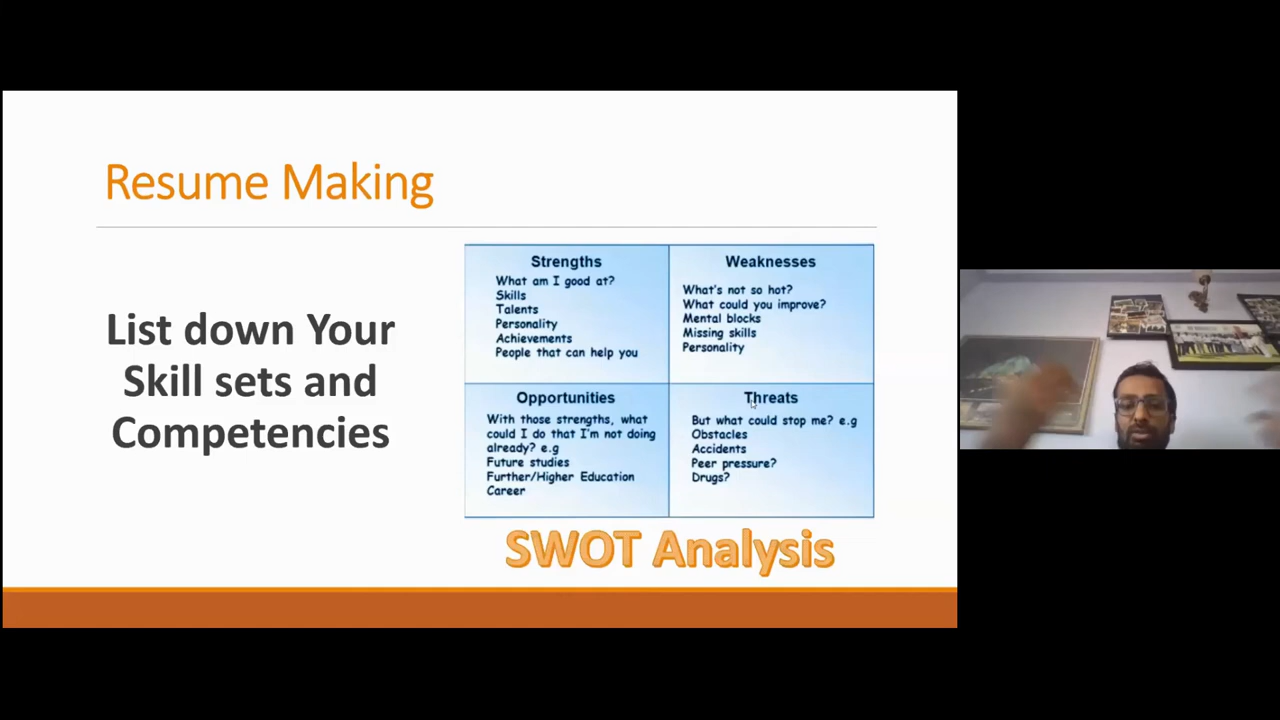 Resume Making
List down Your
Skill sets and
Competencies
Strengths
What am I good at?
Skills
Talents
Personality
Achievements
People that can help you
Weaknesses
What's not so hot?
What could you improve?
Mental blocks
Missing skills
Personality
Opportunities
With those strengths, what
could I do that I'm not doing
already? e.g
Future studies
Further/Higher Education
Career
Threats
But what could stop me? e.g
Obstacles
Accidents
Peer pressure?
Drugs?
SWOT Analysis